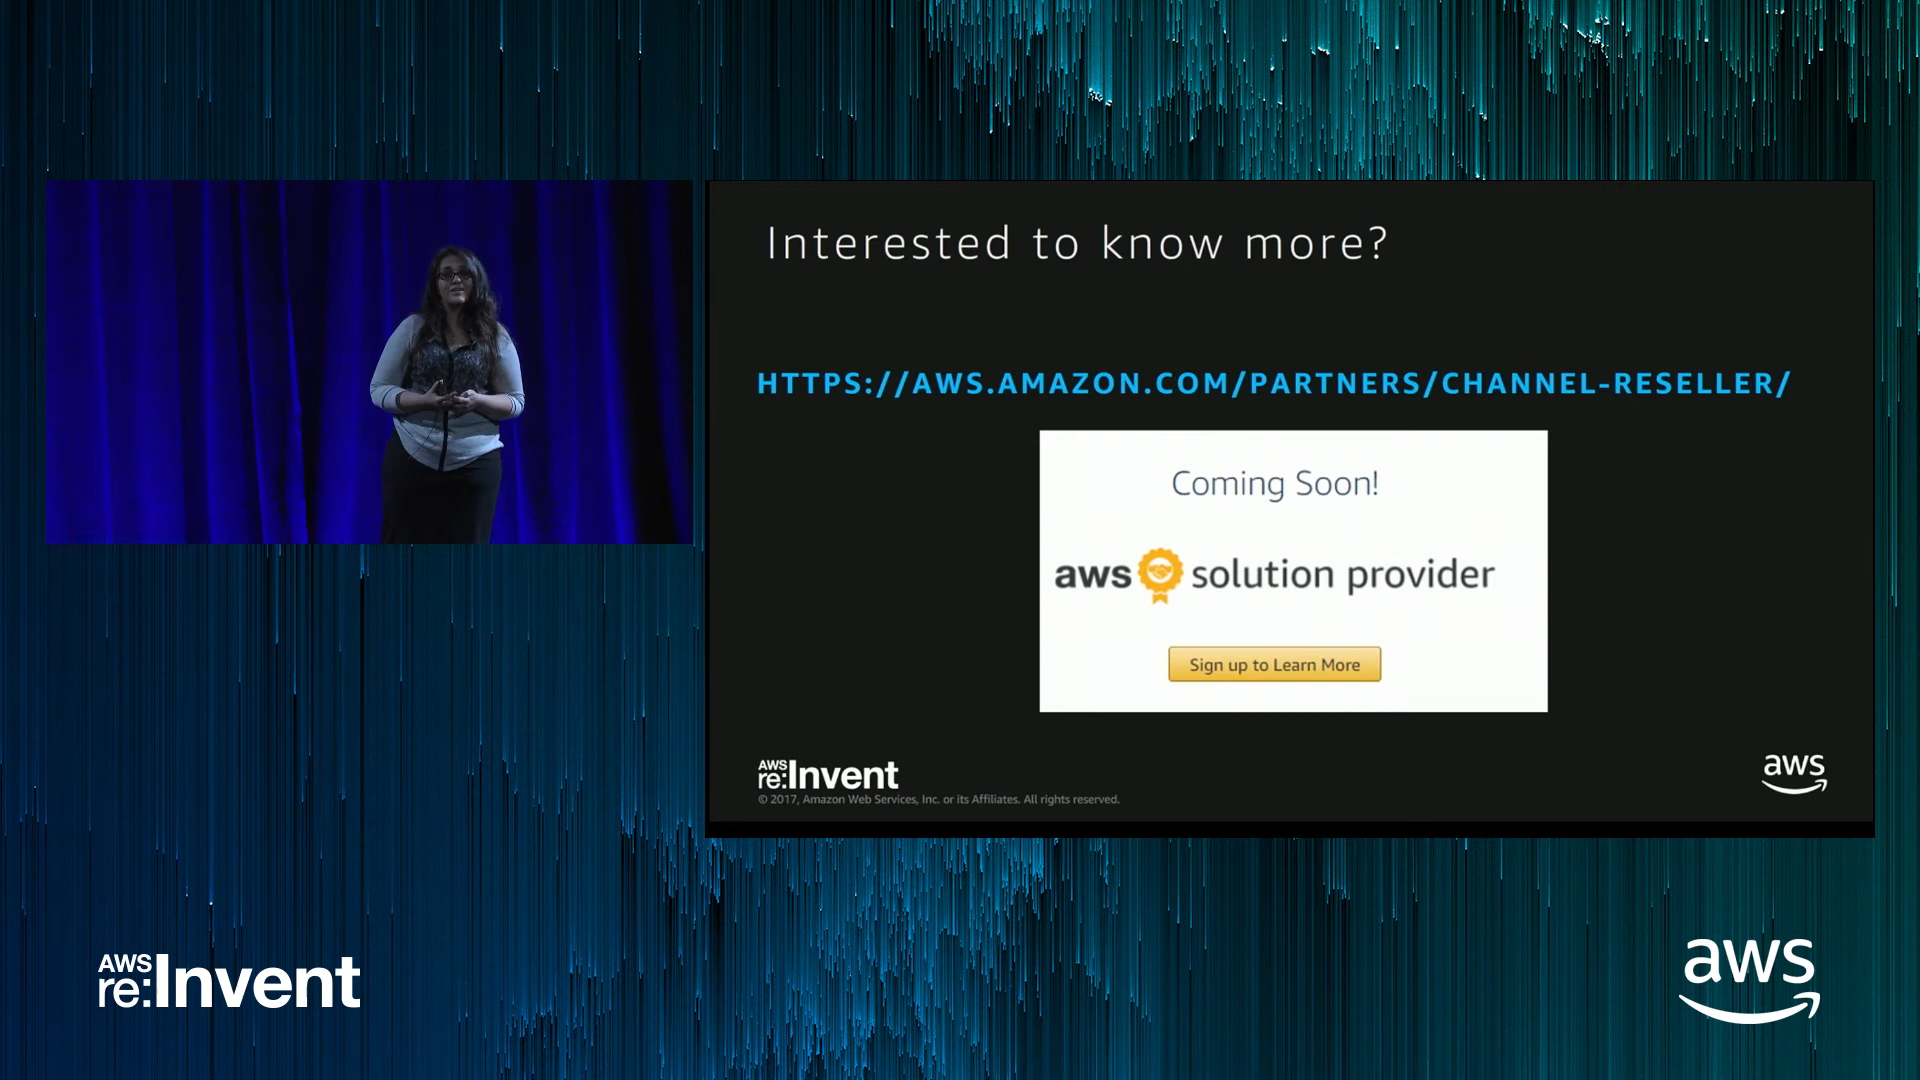 Interested to know more?
HTTPS://AWS.AMAZON.COM/PARTNERS/CHANNEL-RESELLER/
Coming Soon!
aws solution provider
Sign up to Learn More
AWS
re:Invent
© 2017, Amazon Web Services, Inc. or its Affiliates. All rights reserved.
aws
AWS
re:Invent
aws